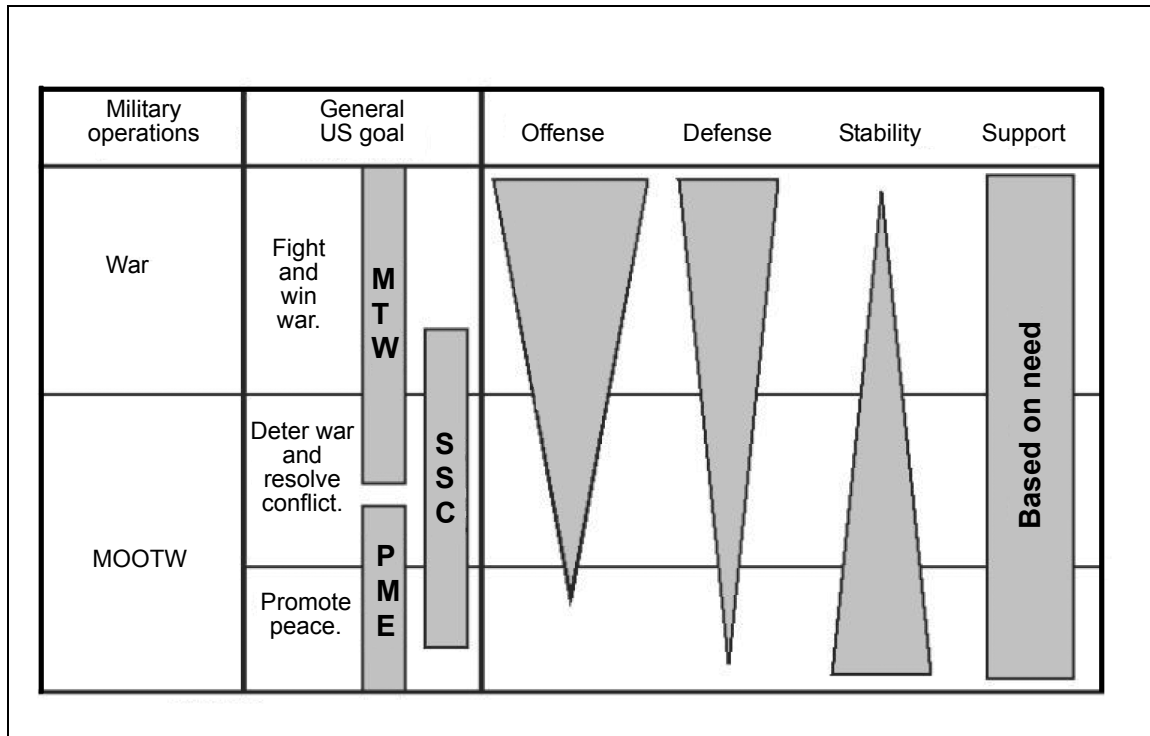 Military
operations
General
US goal
Offense
Defense
Stability
Support
War
Fight
and
win
war.
M
T
W
Deter war
and
resolve
conflict.
S
S
C
MOOTW
Promote
peace.
P
M
E
Based on need